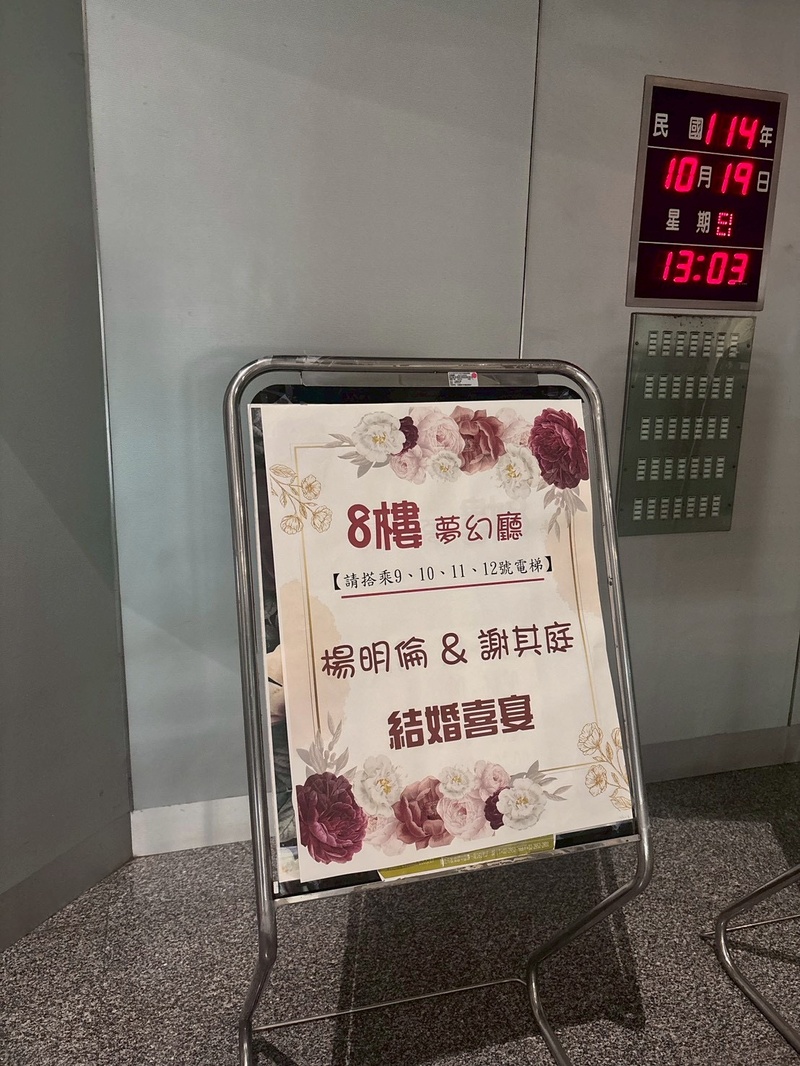 民國114年
10月19日
星期日
13:03
8樓 夢幻廳
【請搭乘9、10、11、12號電梯】
楊明倫 & 謝其庭
結婚喜宴